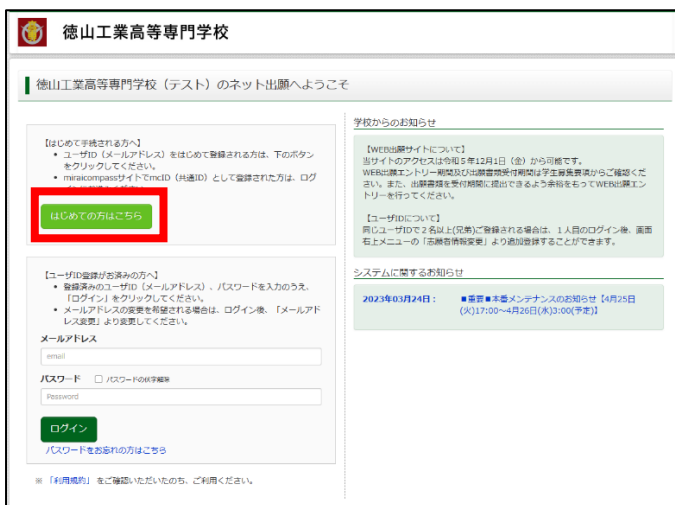 徳山工業高等専門学校
徳山工業高等専門学校（テスト）のネット出願へようこそ
【はじめて手続される方へ】
• ユーザID（メールアドレス）をはじめて登録される方は、下のボタン
をクリックしてください。
• miraicompassサイトでmcID（共通ID）として登録された方は、ログ
はじめての方はこちら
【ユーザID登録がお済みの方へ】
• 登録済みのユーザID（メールアドレス）、パスワードを入力のうえ、
「ログイン」をクリックしてください。
• メールアドレスの変更を希望される場合は、ログイン後、「メールアド
レス変更」より変更してください。
メールアドレス
email
パスワード □ パスワードの伏字解除
Password
ログイン
パスワードをお忘れの方はこちら
※ 「利用規約」 をご確認いただいたのち、ご利用ください。
学校からのお知らせ
【WEB出願サイトについて】
当サイトのアクセスは令和５年12月1日（金）から可能です。
WEB出願エントリー期間及び出願書類受付期間は学生募集要項からご確認くだ
さい。また、出願書類を受付期間に提出できるよう余裕をもってWEB出願エン
トリーを行ってください。
【ユーザIDについて】
同じユーザIDで２名以上(兄弟)ご登録される場合は、１人目のログイン後、画面
右上メニューの「志願者情報変更」より追加登録することができます。
システムに関するお知らせ
2023年03月24日： ■重要■本番メンテナンスのお知らせ【4月25日
(火)17:00～4月26日(水)3:00(予定)】